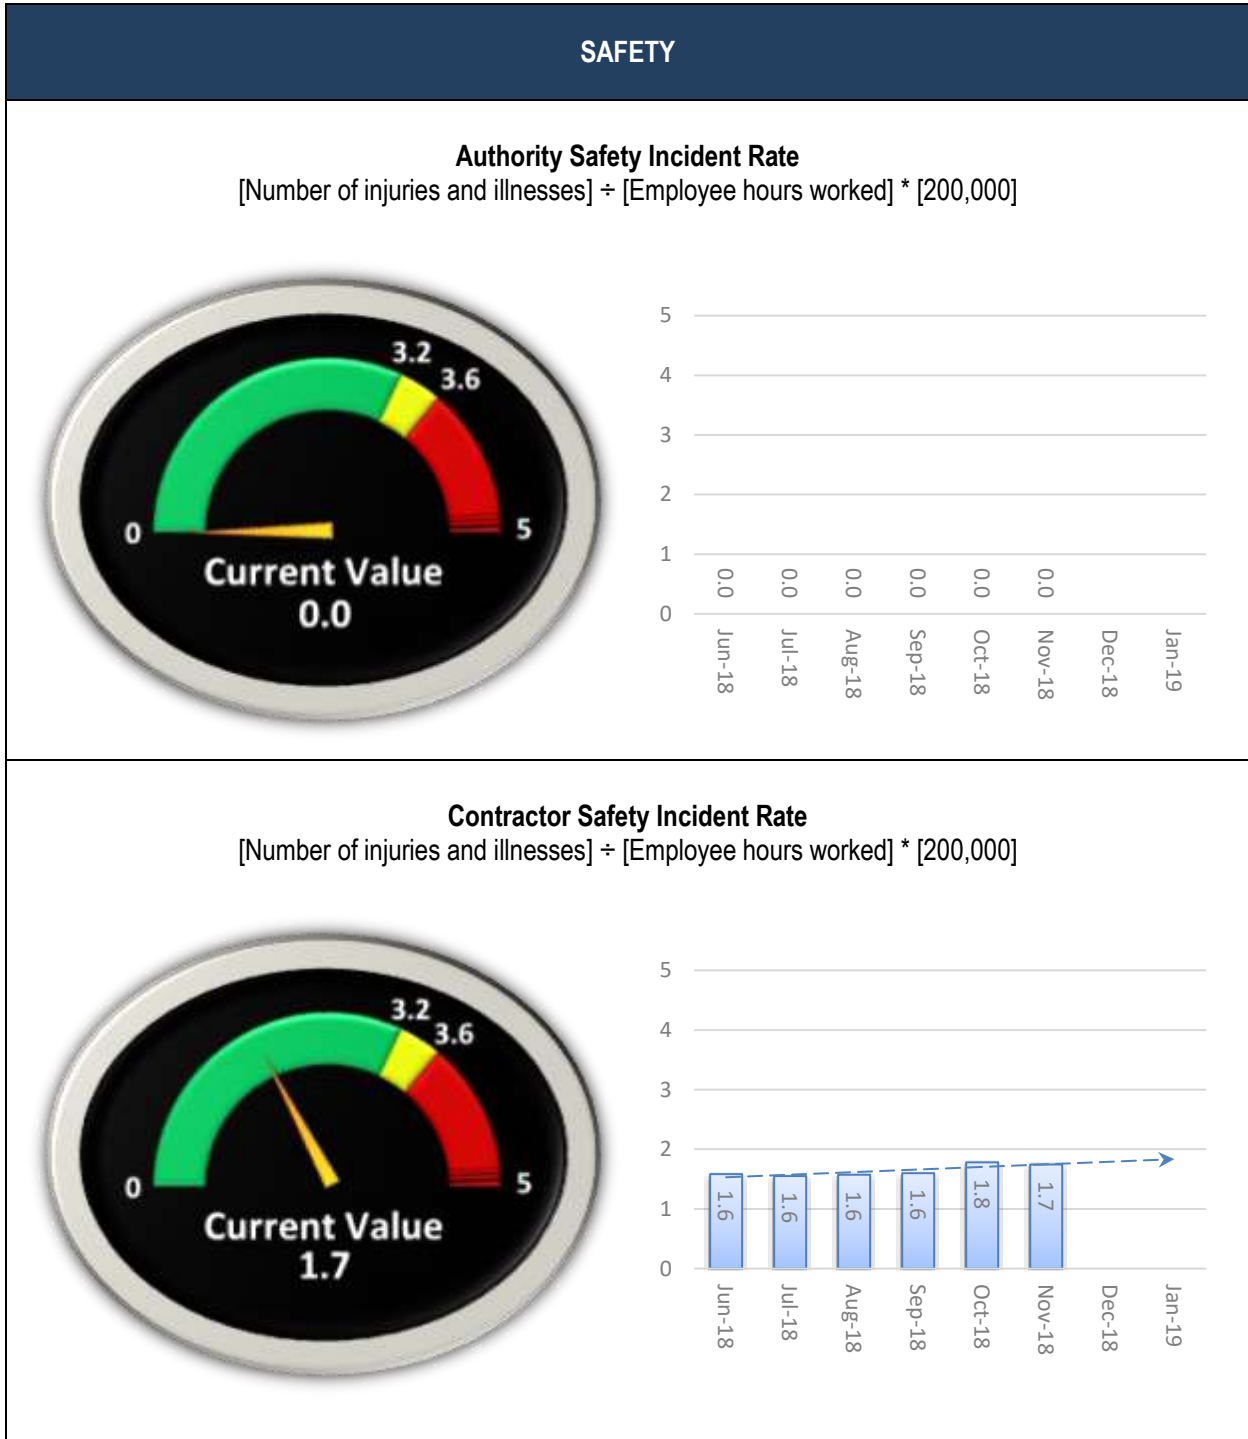 SAFETY
Authority Safety Incident Rate
[Number of injuries and illnesses] ÷ [Employee hours worked] * [200,000]
3.2
3.6
0
5
Current Value
0.0
5
4
3
2
1
0
0.0
0.0
0.0
0.0
0.0
0.0
Jun-18
Jul-18
Aug-18
Sep-18
Oct-18
Nov-18
Dec-18
Jan-19
Contractor Safety Incident Rate
[Number of injuries and illnesses] ÷ [Employee hours worked] * [200,000]
3.2
3.6
0
5
Current Value
1.7
5
4
3
2
1
0
1.6
1.6
1.6
1.6
1.8
1.7
Jun-18
Jul-18
Aug-18
Sep-18
Oct-18
Nov-18
Dec-18
Jan-19